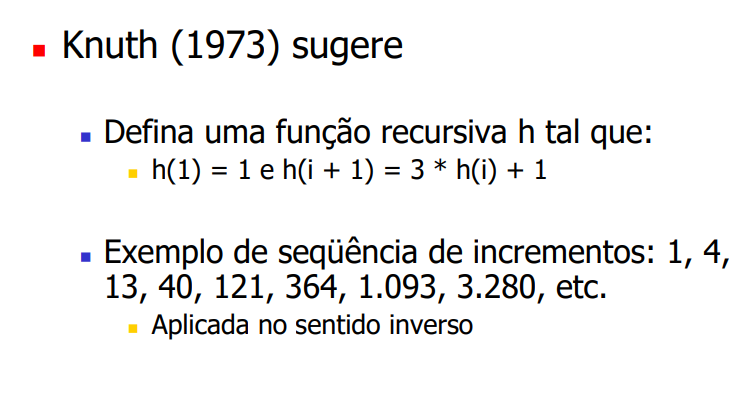 Knuth (1973) sugere
Defina uma função recursiva h tal que:
h(1) = 1 e h(i + 1) = 3 * h(i) + 1
Exemplo de seqüência de incrementos: 1, 4,
13, 40, 121, 364, 1.093, 3.280, etc.
Aplicada no sentido inverso